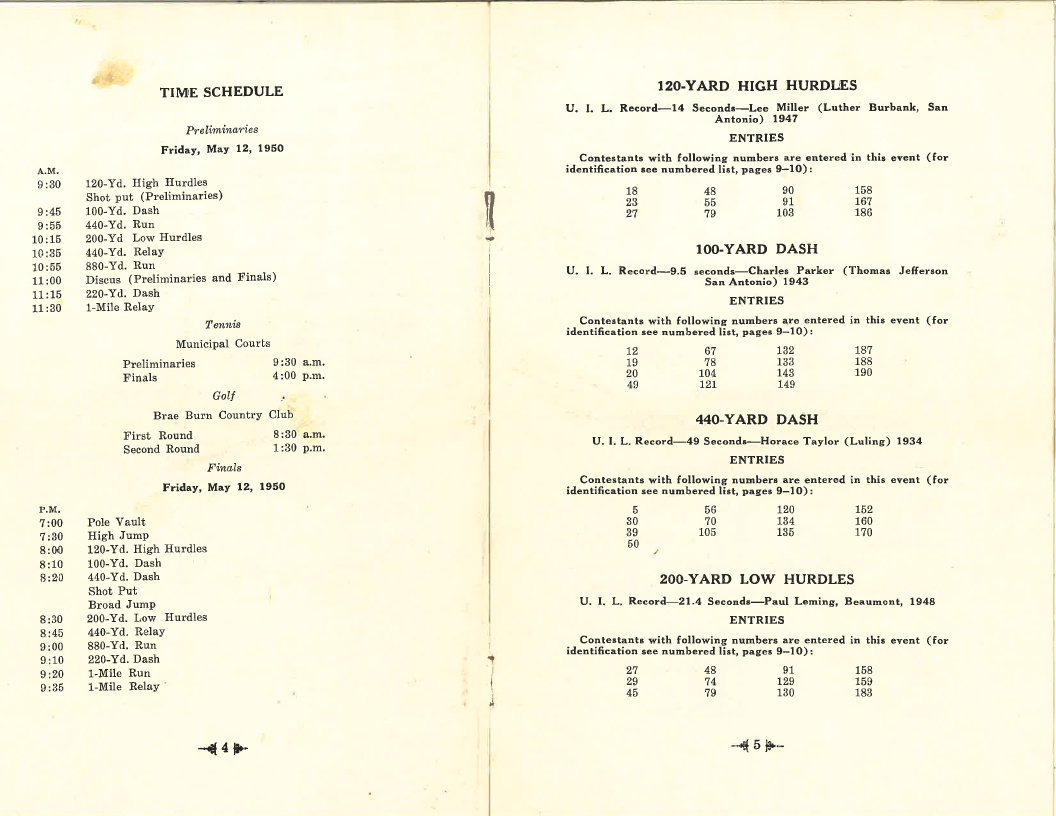 TIME SCHEDULE
Preliminaries
Friday, May 12, 1950
A.M.
9:30 120-Yd. High Hurdles
Shot put (Preliminaries)
9:45 100-Yd. Dash
9:55 440-Yd. Run
10:15 200-Yd Low Hurdles
10:35 440-Yd. Relay
10:55 880-Yd. Run
11:00 Discus (Preliminaries and Finals)
11:15 220-Yd. Dash
11:30 1-Mile Relay
Tennis
Municipal Courts
Preliminaries 9:30 a.m.
Finals 4:00 p.m.
Golf
Brae Burn Country Club
First Round 8:30 a.m.
Second Round 1:30 p.m.
Finals
Friday, May 12, 1950
P.M.
7:00 Pole Vault
7:30 High Jump
8:00 120-Yd. High Hurdles
8:10 100-Yd. Dash
8:20 440-Yd. Dash
Shot Put
Broad Jump
8:30 200-Yd. Low Hurdles
8:45 440-Yd. Relay
9:00 880-Yd. Run
9:10 220-Yd. Dash
9:20 1-Mile Run
9:35 1-Mile Relay
4
120-YARD HIGH HURDLES
U. I. L. Record—14 Seconds—Lee Miller (Luther Burbank, San
Antonio) 1947
ENTRIES
Contestants with following numbers are entered in this event (for
identification see numbered list, pages 9–10):
18 48 90 158
23 55 91 167
27 79 103 186
100-YARD DASH
U. I. L. Record—9.5 seconds—Charles Parker (Thomas Jefferson
San Antonio) 1943
ENTRIES
Contestants with following numbers are entered in this event (for
identification see numbered list, pages 9–10):
12 67 132 187
19 78 133 188
20 104 143 190
49 121 149
440-YARD DASH
U. I. L. Record—49 Seconds—Horace Taylor (Luling) 1934
ENTRIES
Contestants with following numbers are entered in this event (for
identification see numbered list, pages 9–10):
5 56 120 152
30 70 134 160
39 105 135 170
50
200-YARD LOW HURDLES
U. I. L. Record—21.4 Seconds—Paul Leming, Beaumont, 1948
ENTRIES
Contestants with following numbers are entered in this event (for
identification see numbered list, pages 9–10):
27 48 91 158
29 74 129 159
45 79 130 183
5